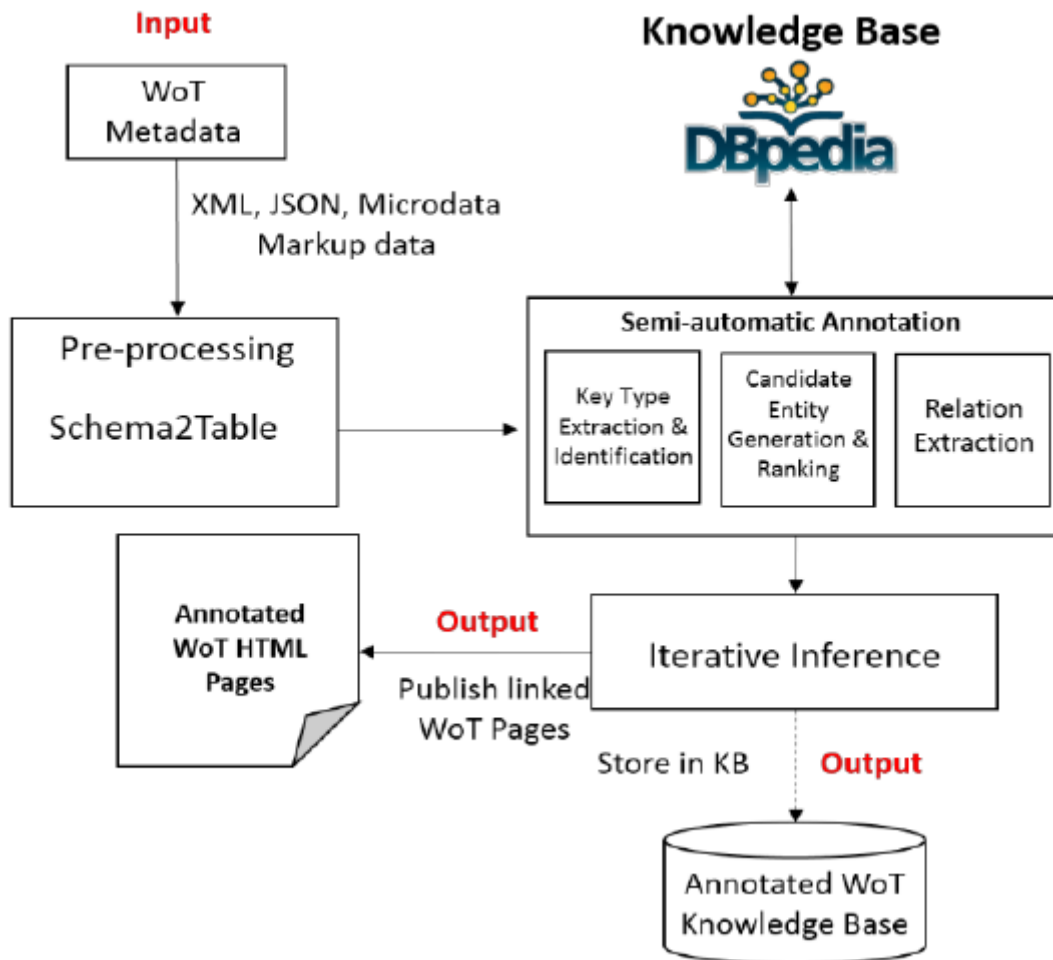 Input
WoT
Metadata
XML, JSON, Microdata
Markup data
Knowledge Base
DBpedia
Pre-processing
Schema2Table
Semi-automatic Annotation
Key Type
Extraction &
Identification
Candidate
Entity
Generation &
Ranking
Relation
Extraction
Iterative Inference
Output
Publish linked
WoT Pages
Annotated
WoT HTML
Pages
Store in KB
Output
Annotated WoT
Knowledge Base